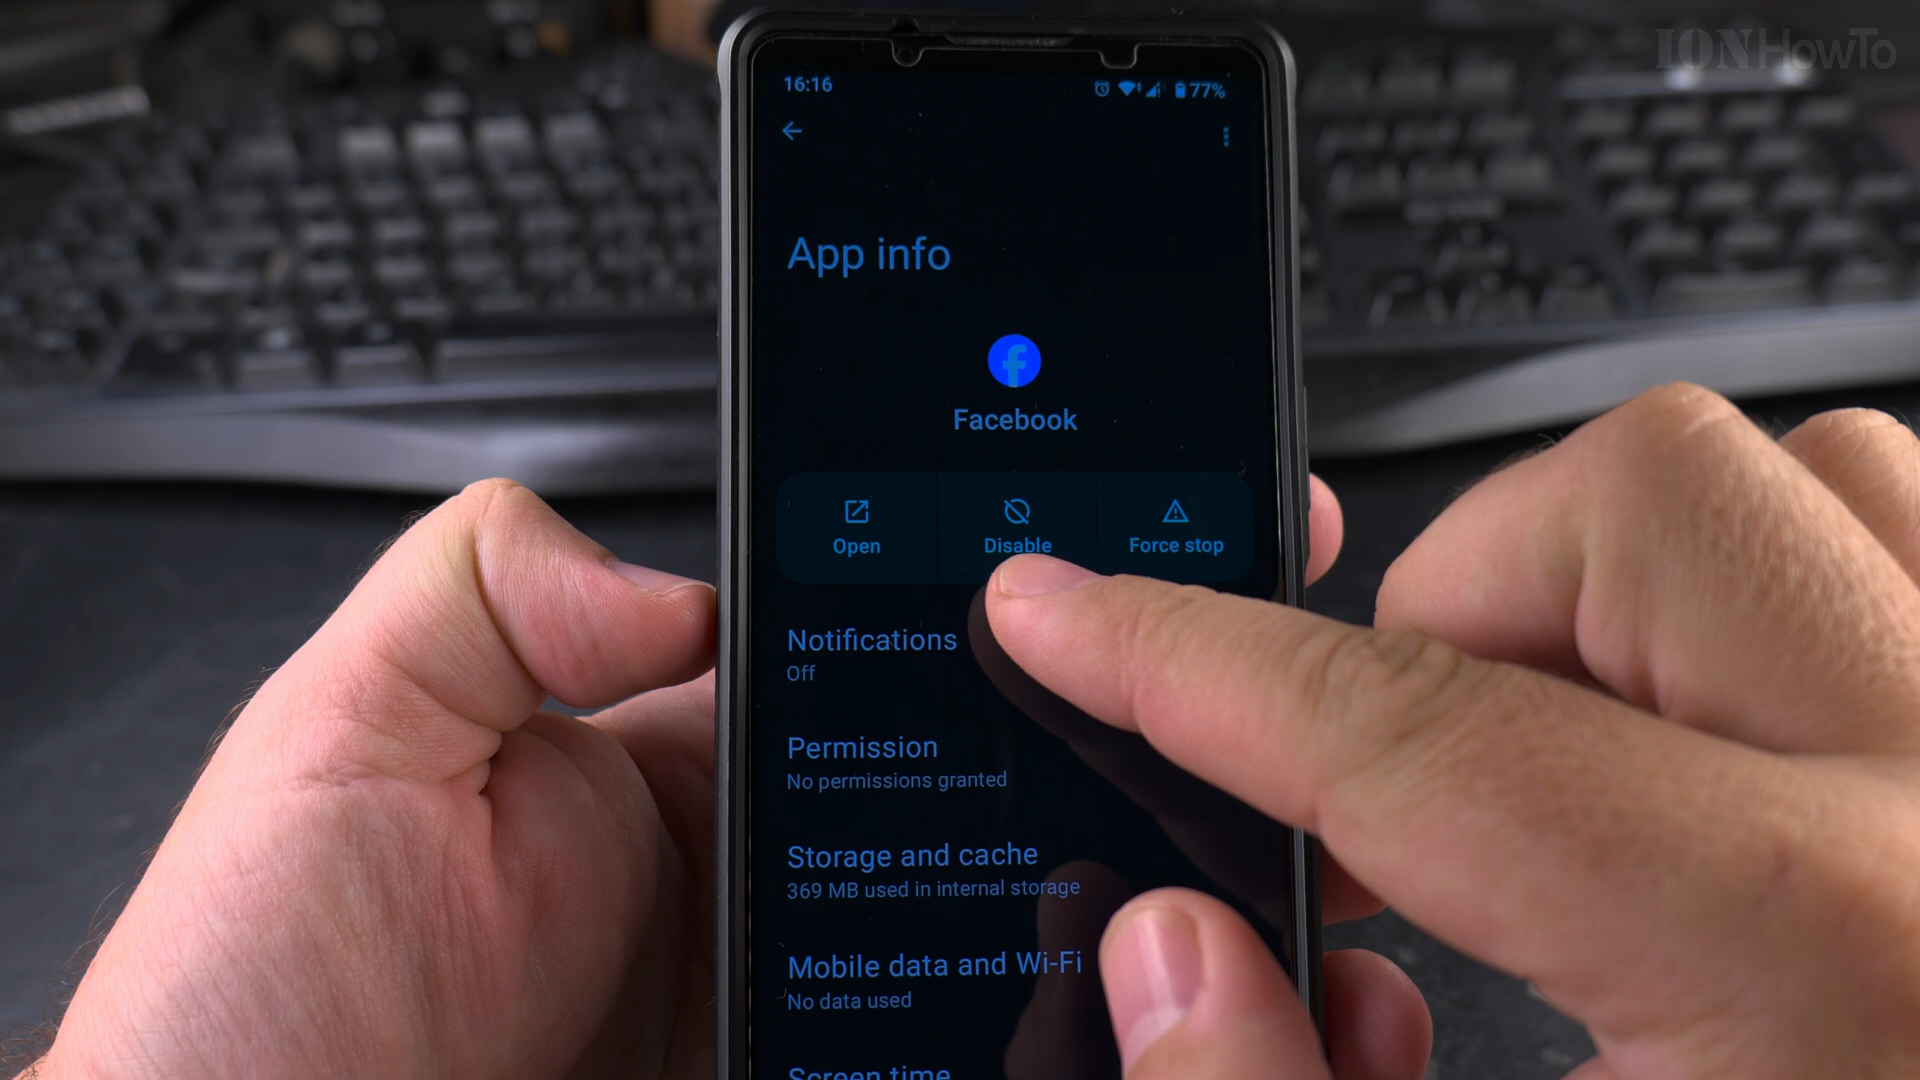 IONHowTo
16:16
77%
App info
Facebook
Open
Disable
Force stop
Notifications
Off
Permission
No permissions granted
Storage and cache
369 MB used in internal storage
Mobile data and Wi-Fi
No data used
Screen time